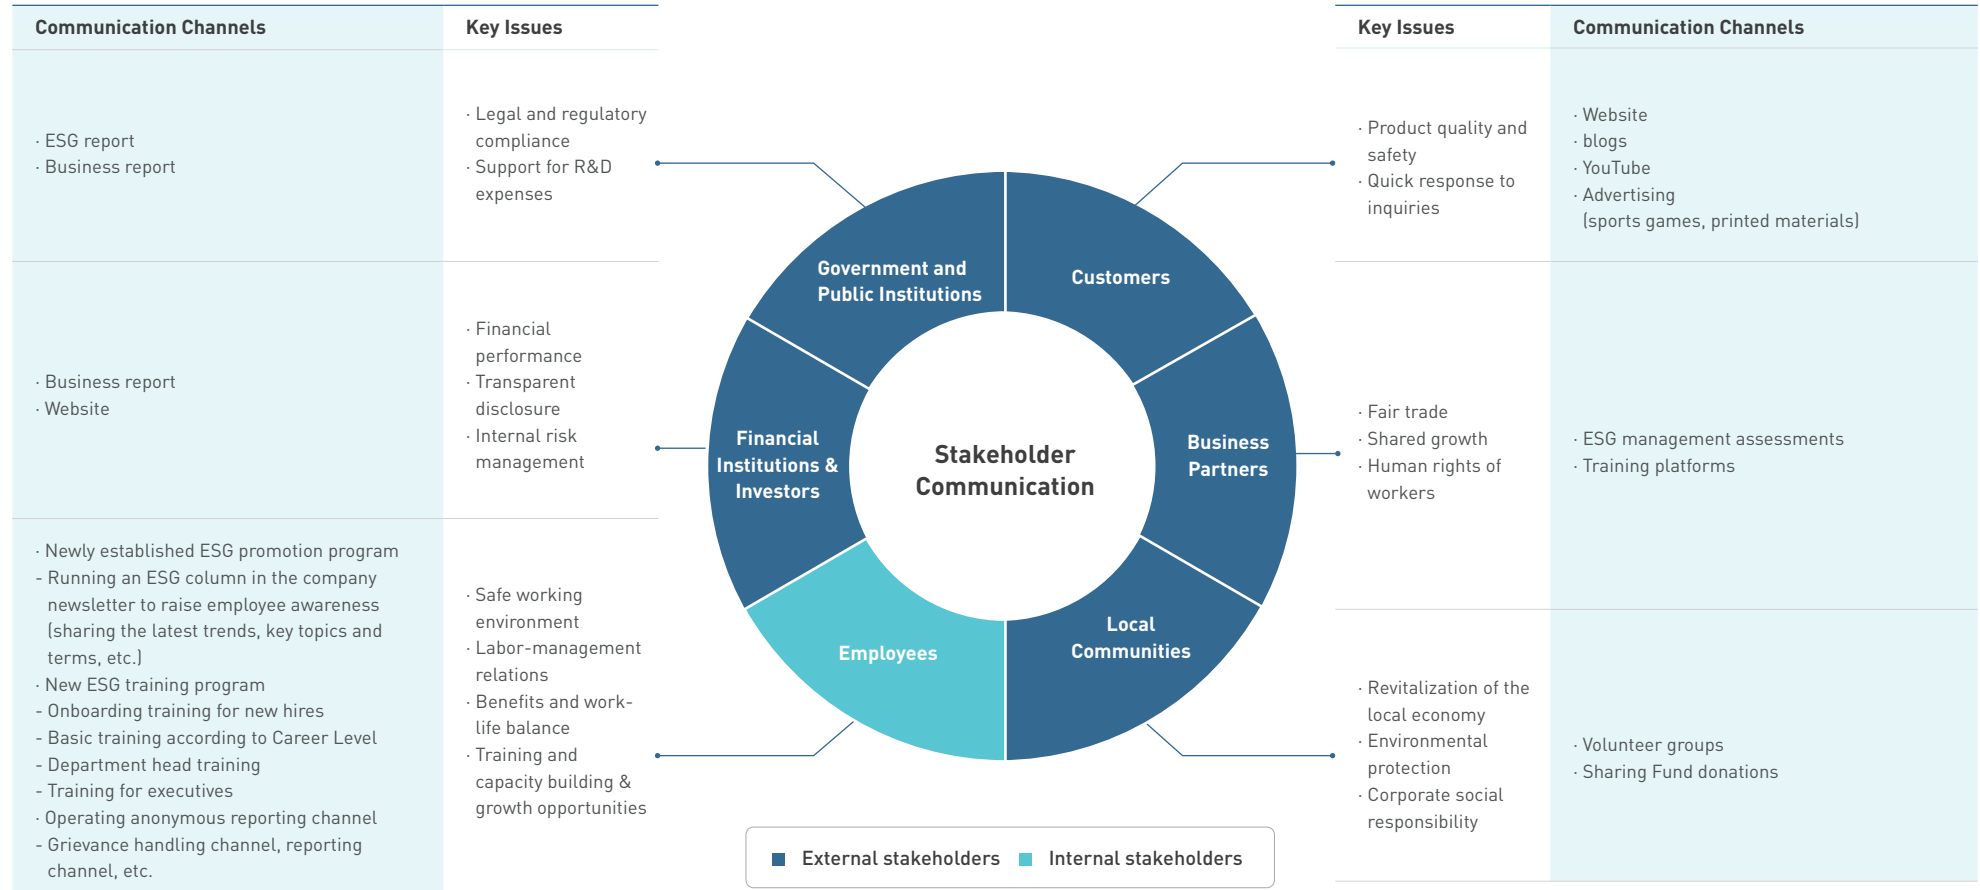 Communication Channels
Key Issues
· ESG report
· Business report
· Legal and regulatory
compliance
· Support for R&D
expenses
· Business report
· Website
· Financial
performance
· Transparent
disclosure
· Internal risk
management
· Newly established ESG promotion program
- Running an ESG column in the company
newsletter to raise employee awareness
(sharing the latest trends, key topics and
terms, etc.)
· New ESG training program
- Onboarding training for new hires
- Basic training according to Career Level
- Department head training
- Training for executives
· Operating anonymous reporting channel
- Grievance handling channel, reporting
channel, etc.
· Safe working
environment
· Labor-management
relations
· Benefits and work-
life balance
· Training and
capacity building &
growth opportunities
Government and
Public Institutions
Customers
Financial
Institutions &
Investors
Stakeholder
Communication
Business
Partners
Employees
Local
Communities
External stakeholders
Internal stakeholders
Key Issues
Communication Channels
· Product quality and
safety
· Quick response to
inquiries
· Website
· blogs
· YouTube
· Advertising
(sports games, printed materials)
· Fair trade
· Shared growth
· Human rights of
workers
· ESG management assessments
· Training platforms
· Revitalization of the
local economy
· Environmental
protection
· Corporate social
responsibility
· Volunteer groups
· Sharing Fund donations